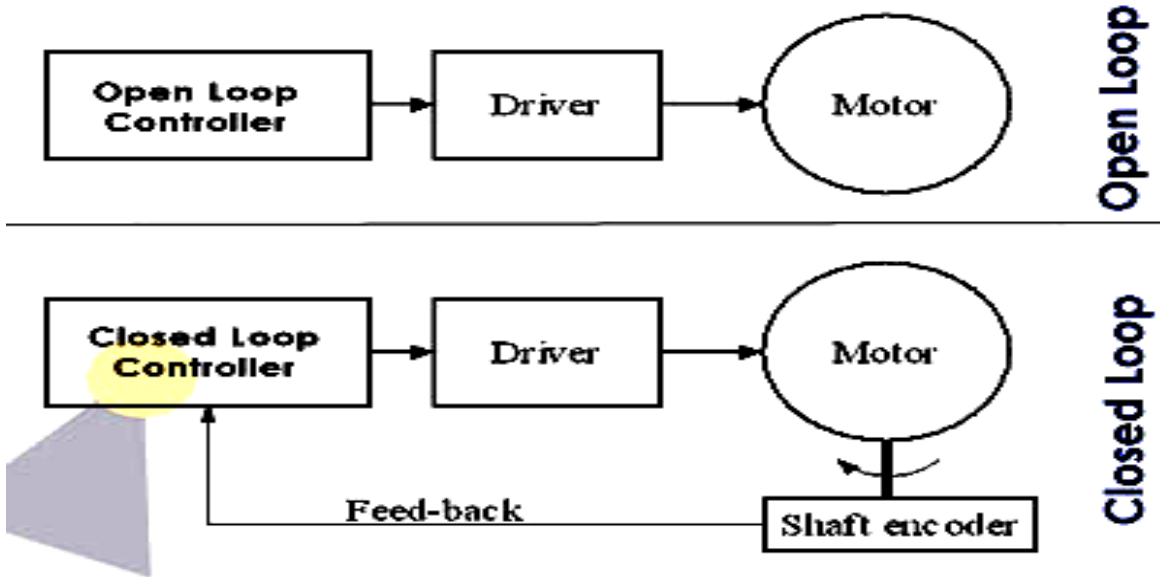 Open Loop
Controller
Driver
Motor
Open Loop
Closed Loop
Controller
Driver
Motor
Closed Loop
Feed-back
Shaft encoder